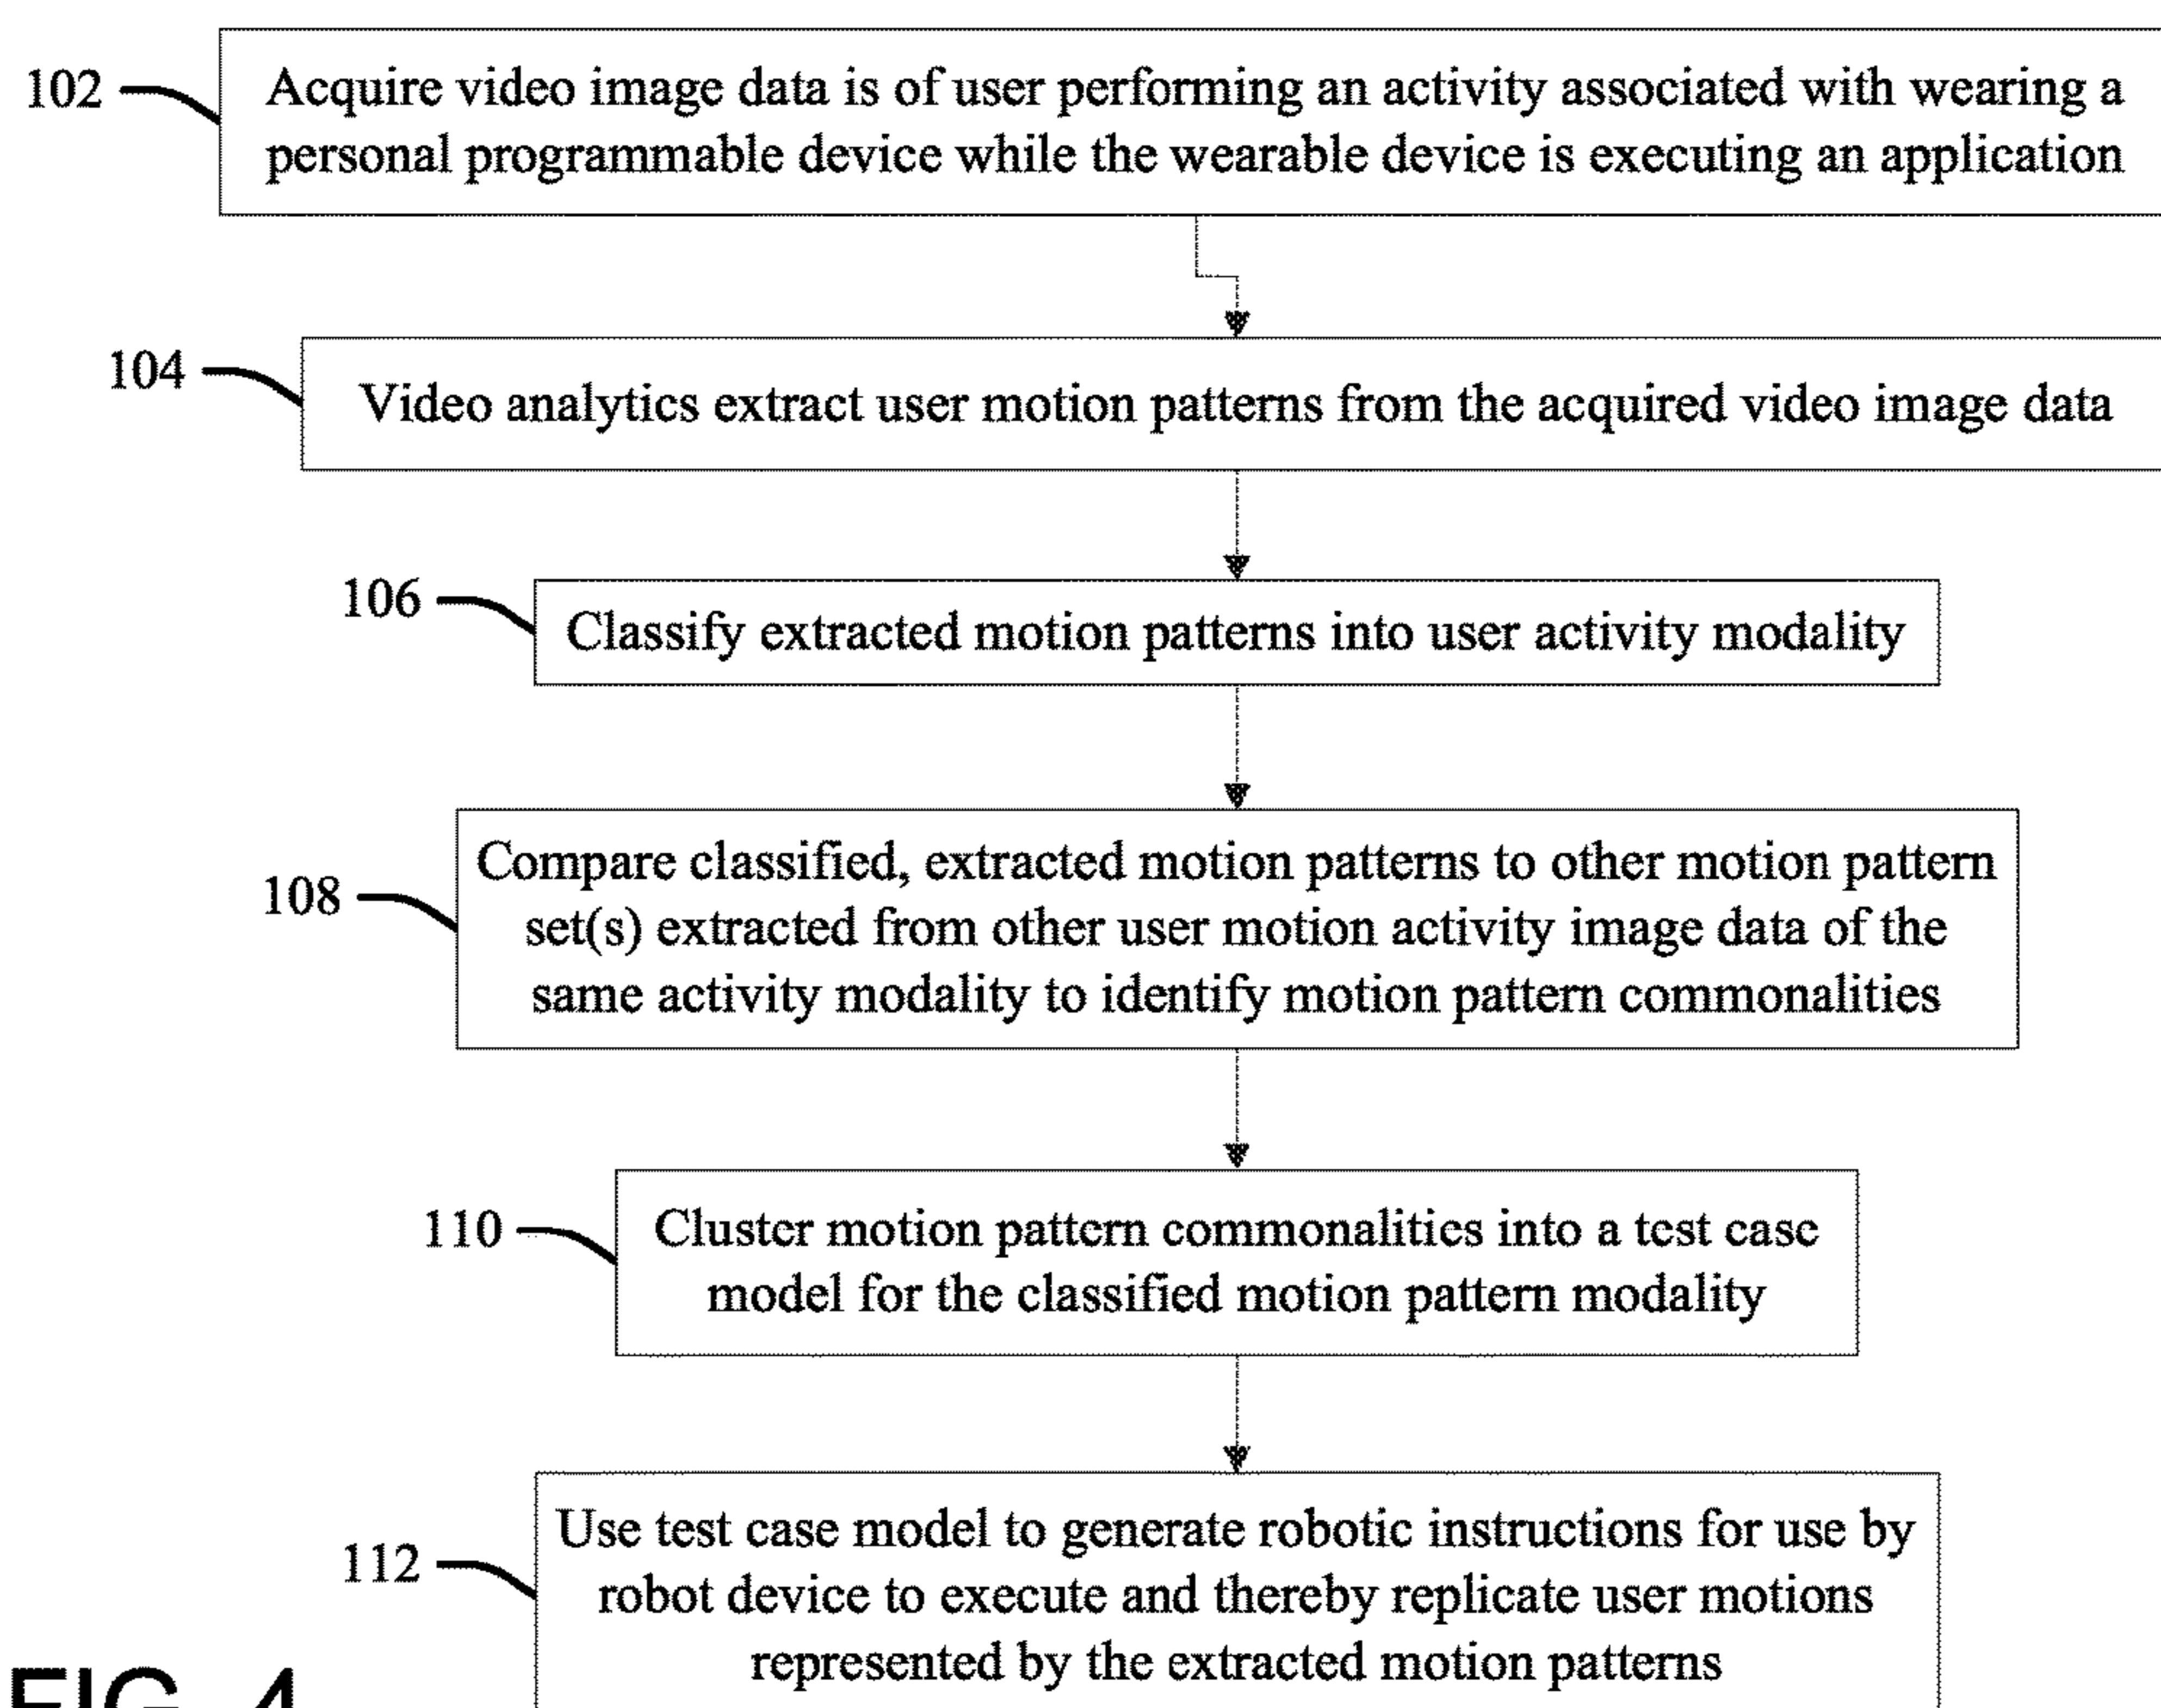 102
Acquire video image data is of user performing an activity associated with wearing a
personal programmable device while the wearable device is executing an application
104
Video analytics extract user motion patterns from the acquired video image data
106
Classify extracted motion patterns into user activity modality
108
Compare classified, extracted motion patterns to other motion pattern
set(s) extracted from other user motion activity image data of the
same activity modality to identify motion pattern commonalities
110
Cluster motion pattern commonalities into a test case
model for the classified motion pattern modality
112
Use test case model to generate robotic instructions for use by
robot device to execute and thereby replicate user motions
represented by the extracted motion patterns
FIG. 4